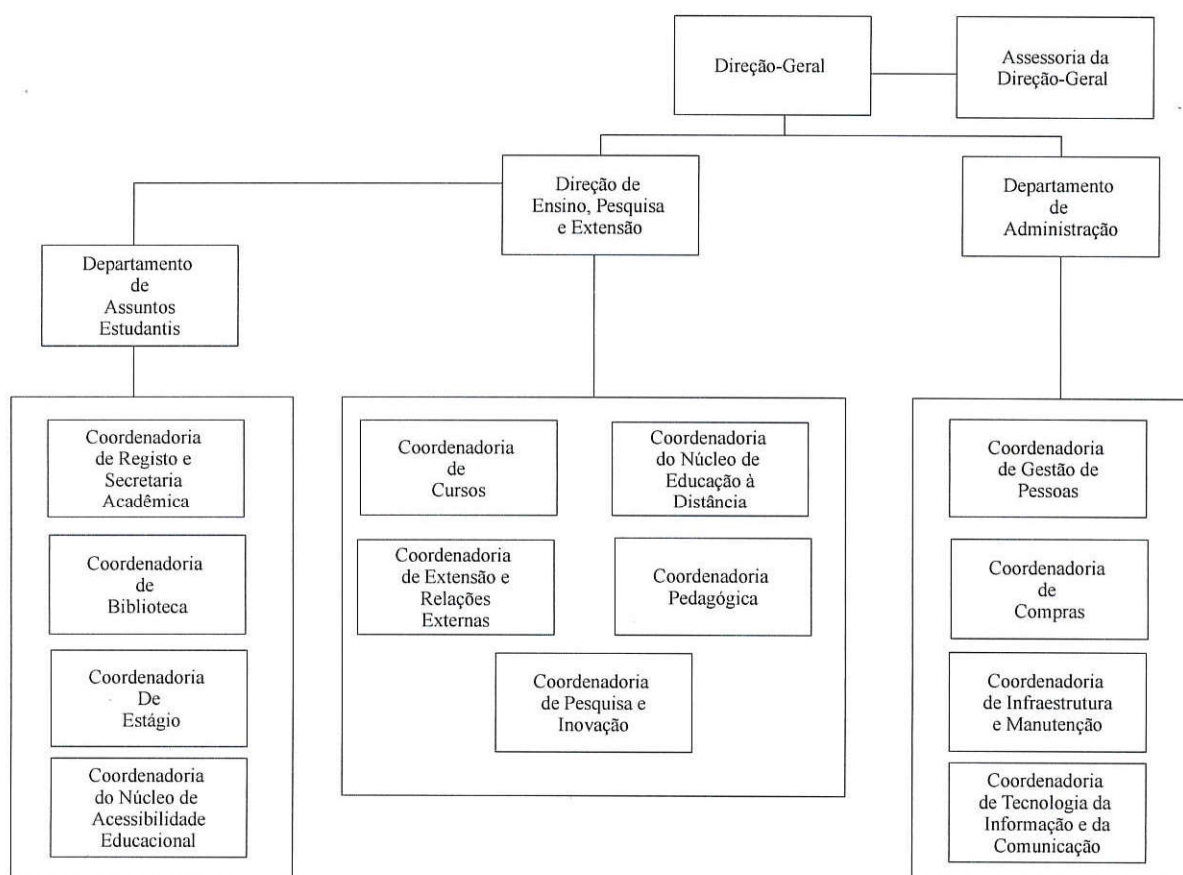 Direção-Geral
Assessoria da
Direção-Geral
Direção de
Ensino, Pesquisa
e Extensão
Departamento
de
Administração
Departamento
de
Assuntos
Estudantis
Coordenadoria
de Registo e
Secretaria
Acadêmica
Coordenadoria
de
Biblioteca
Coordenadoria
De
Estágio
Coordenadoria
do Núcleo de
Acessibilidade
Educacional
Coordenadoria
de
Cursos
Coordenadoria
do Núcleo de
Educação à
Distância
Coordenadoria
de Extensão e
Relações
Externas
Coordenadoria
Pedagógica
Coordenadoria
de Pesquisa e
Inovação
Coordenadoria
de Gestão de
Pessoas
Coordenadoria
de
Compras
Coordenadoria
de Infraestrutura
e Manutenção
Coordenadoria
de Tecnologia da
Informação e da
Comunicação